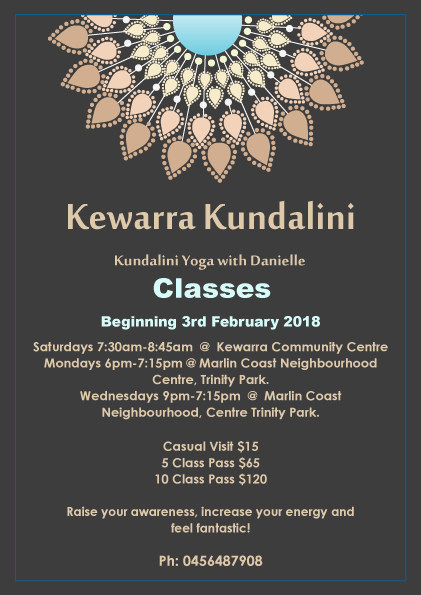 Kewarra Kundalini
Kundalini Yoga with Danielle
Classes
Beginning 3rd February 2018
Saturdays 7:30am-8:45am @ Kewarra Community Centre
Mondays 6pm-7:15pm @ Marlin Coast Neighbourhood
Centre, Trinity Park.
Wednesdays 9pm-7:15pm @ Marlin Coast
Neighbourhood, Centre Trinity Park.
Casual Visit $15
5 Class Pass $65
10 Class Pass $120
Raise your awareness, increase your energy and
feel fantastic!
Ph: 0456487908